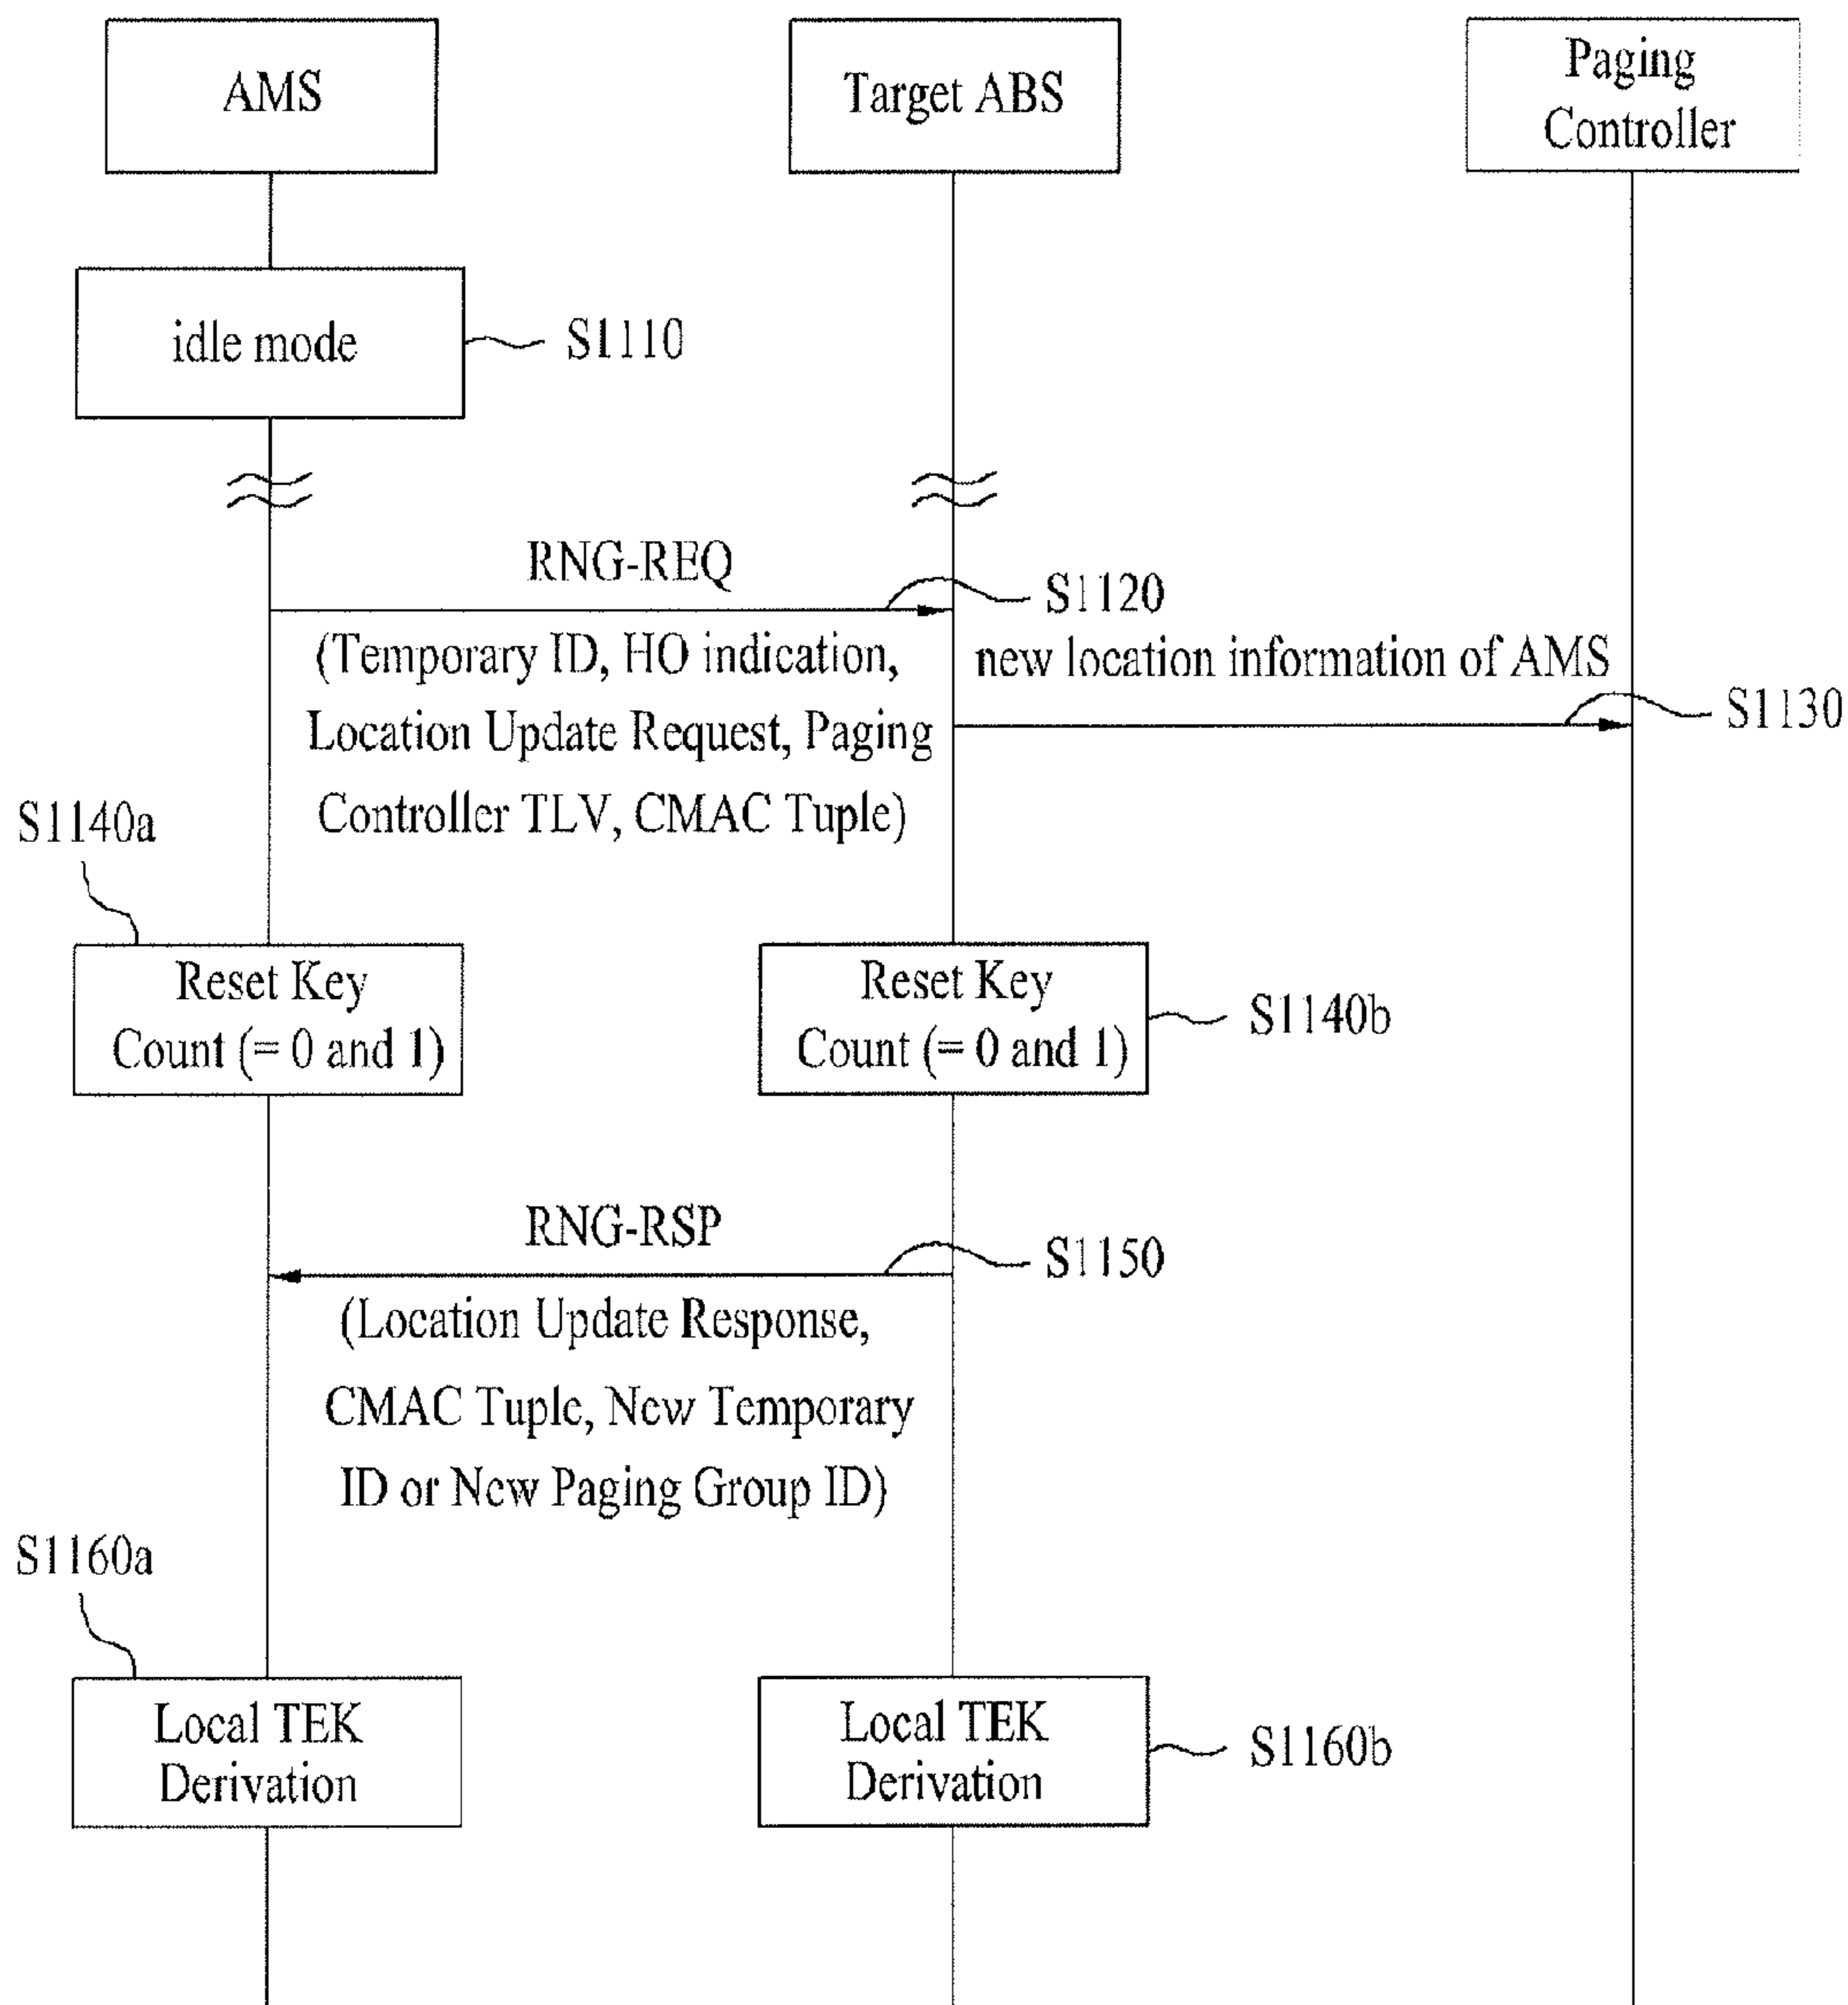 AMS
Target ABS
Paging
Controller
idle mode
S1110
RNG-REQ
S1120
(Temporary ID, HO indication,
Location Update Request, Paging
Controller TLV, CMAC Tuple)
new location information of AMS
S1130
S1140a
Reset Key
Count (= 0 and 1)
Reset Key
Count (= 0 and 1)
S1140b
RNG-RSP
S1150
(Location Update Response,
CMAC Tuple, New Temporary
ID or New Paging Group ID)
S1160a
Local TEK
Derivation
Local TEK
Derivation
S1160b